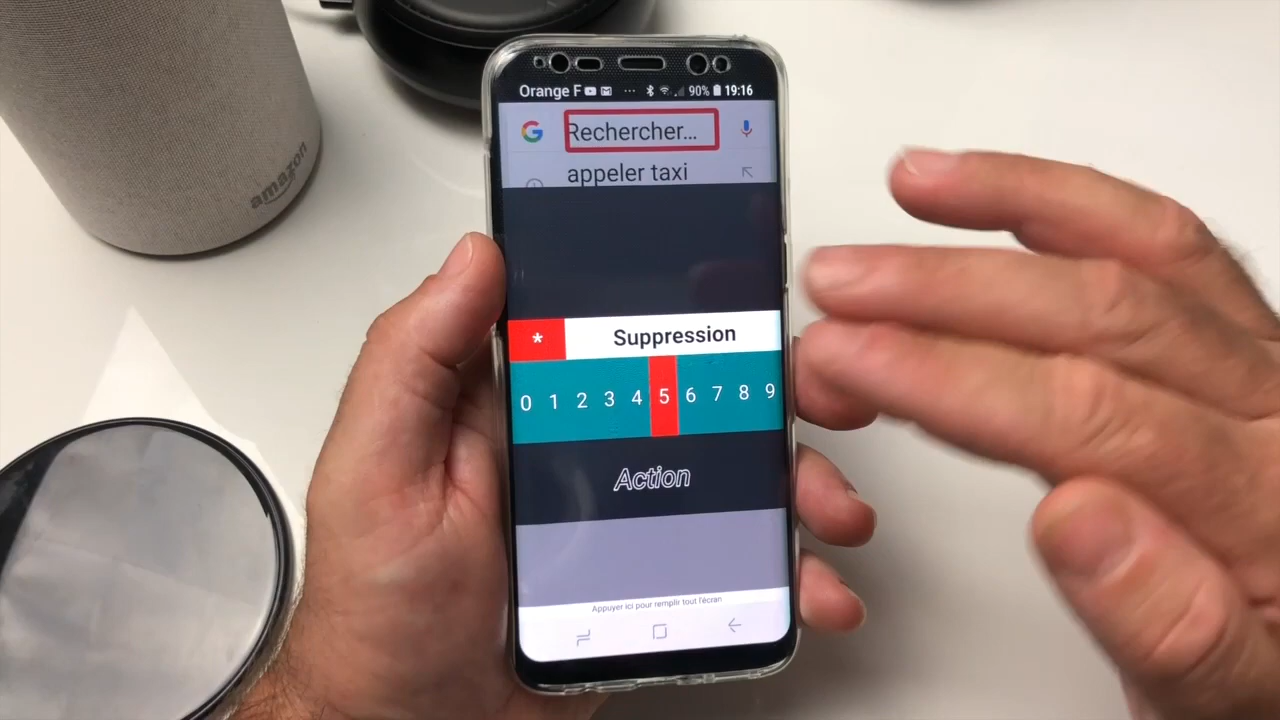 amazon
Orange F ... 90% 19:16
G Rechercher...
appeler taxi
* Suppression
0 1 2 3 4 5 6 7 8 9
Action
Appuyer ici pour remplir tout l'écran